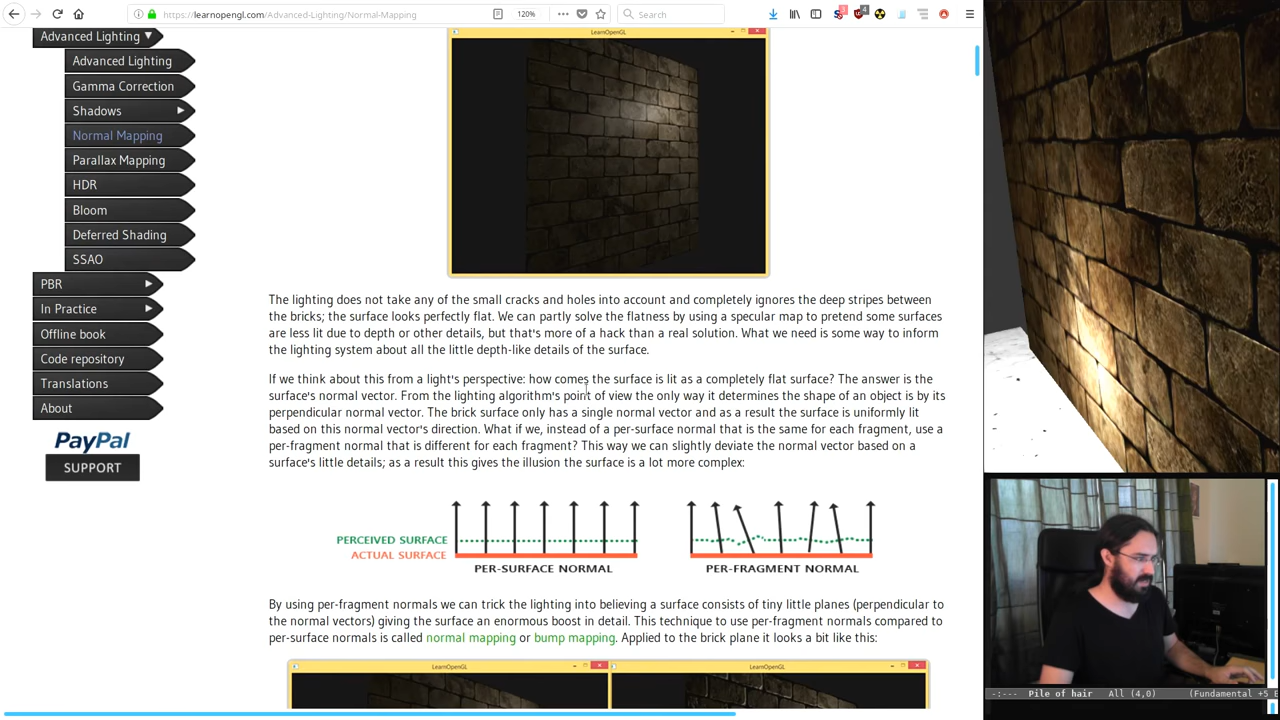 https://learnopengl.com/Advanced-Lighting/Normal-Mapping
120%
Search
3
4
Advanced Lighting
Advanced Lighting
Gamma Correction
Shadows
Normal Mapping
Parallax Mapping
HDR
Bloom
Deferred Shading
SSAO
PBR
In Practice
Offline book
Code repository
Translations
About
PayPal
SUPPORT
LearnOpenGL
The lighting does not take any of the small cracks and holes into account and completely ignores the deep stripes between
the bricks; the surface looks perfectly flat. We can partly solve the flatness by using a specular map to pretend some surfaces
are less lit due to depth or other details, but that's more of a hack than a real solution. What we need is some way to inform
the lighting system about all the little depth-like details of the surface.
If we think about this from a light's perspective: how comes the surface is lit as a completely flat surface? The answer is the
surface's normal vector. From the lighting algorithm's point of view the only way it determines the shape of an object is by its
perpendicular normal vector. The brick surface only has a single normal vector and as a result the surface is uniformly lit
based on this normal vector's direction. What if we, instead of a per-surface normal that is the same for each fragment, use a
per-fragment normal that is different for each fragment? This way we can slightly deviate the normal vector based on a
surface's little details; as a result this gives the illusion the surface is a lot more complex:
PERCEIVED SURFACE
ACTUAL SURFACE
PER-SURFACE NORMAL
PER-FRAGMENT NORMAL
By using per-fragment normals we can trick the lighting into believing a surface consists of tiny little planes (perpendicular to
the normal vectors) giving the surface an enormous boost in detail. This technique to use per-fragment normals compared to
per-surface normals is called normal mapping or bump mapping. Applied to the brick plane it looks a bit like this:
LearnOpenGL
LearnOpenGL
-:--- Pile of hair All (4,0) (Fundamental +5 E